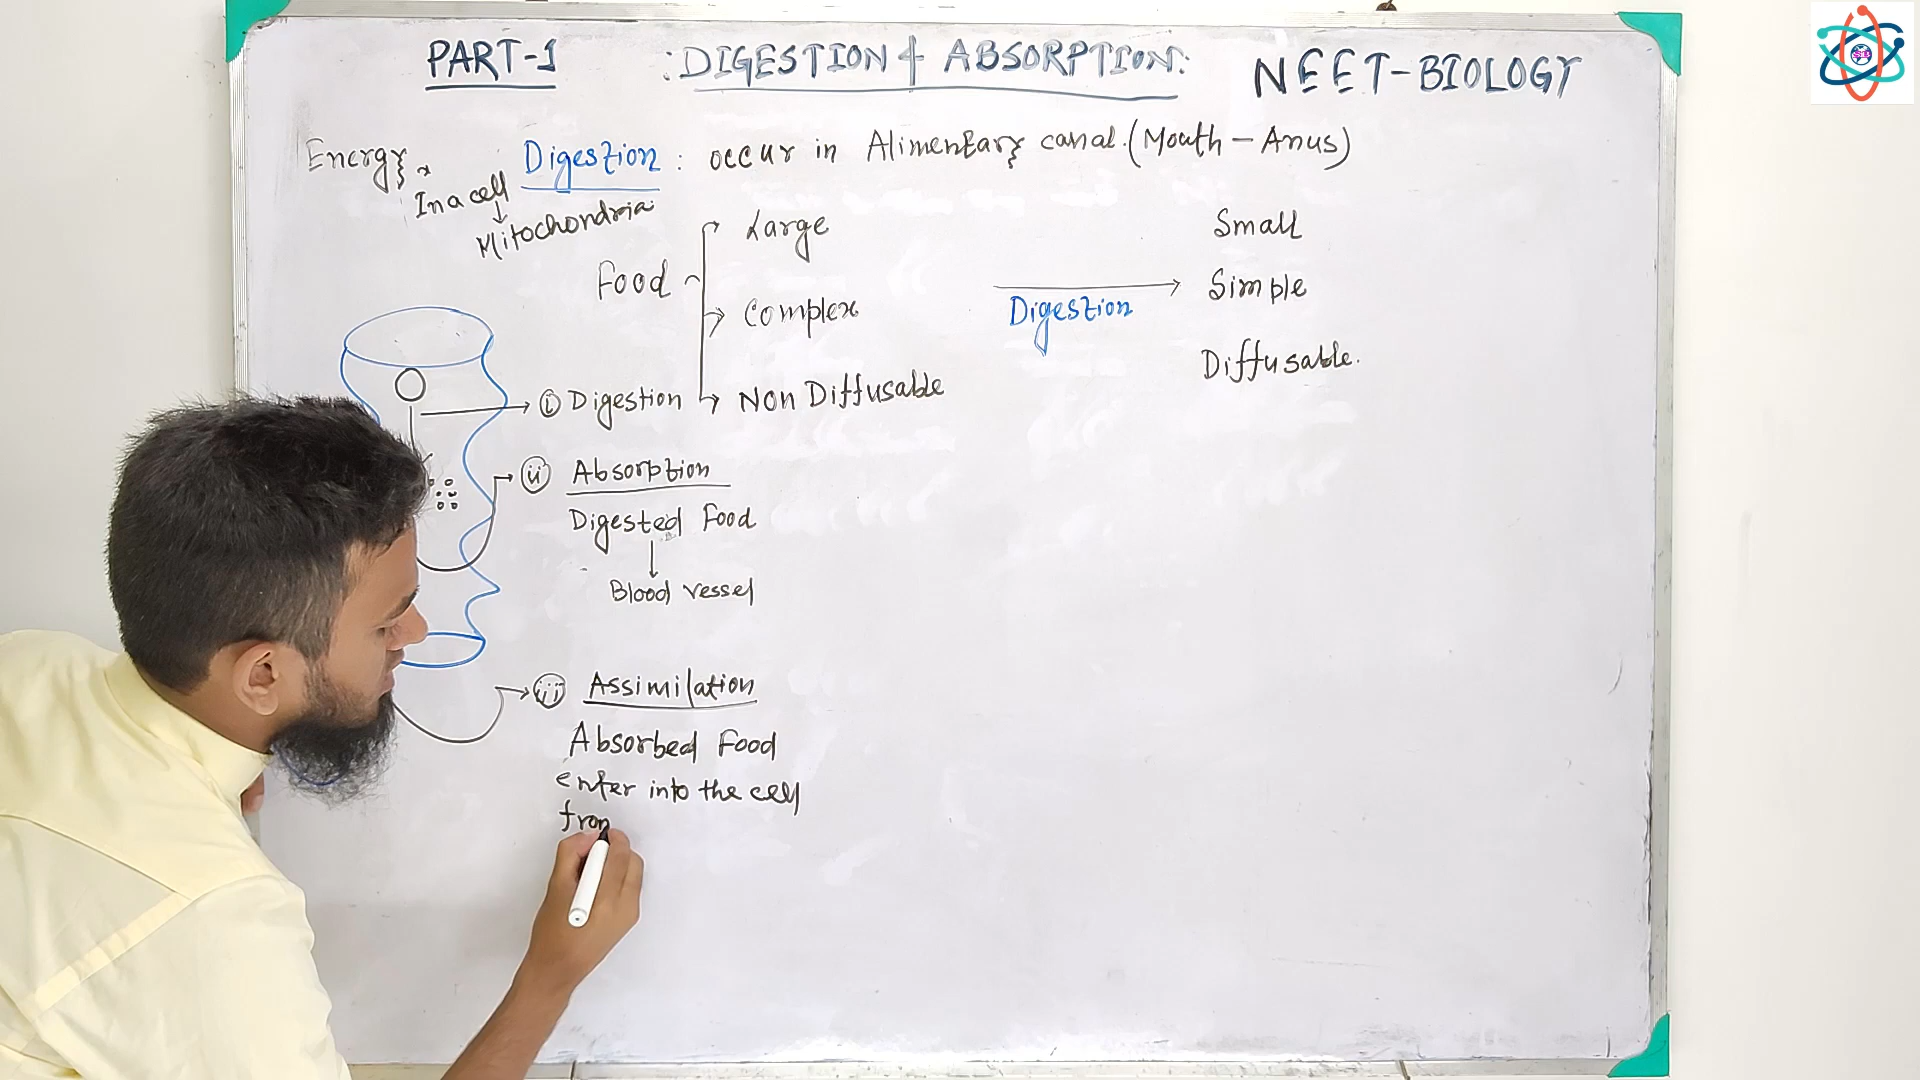 PART-1 : DIGESTION & ABSORPTION: NEET-BIOLOGY
Energy
In a cell
Mitochondria
Digestion : occur in Alimentary canal. (Mouth - Anus)
Food
Large
Complex
Non Diffusable
Digestion
Small
Simple
Diffusable.
(i) Digestion
(ii) Absorption
Digested Food
Blood vessel
(iii) Assimilation
Absorbed Food
enter into the cell
from